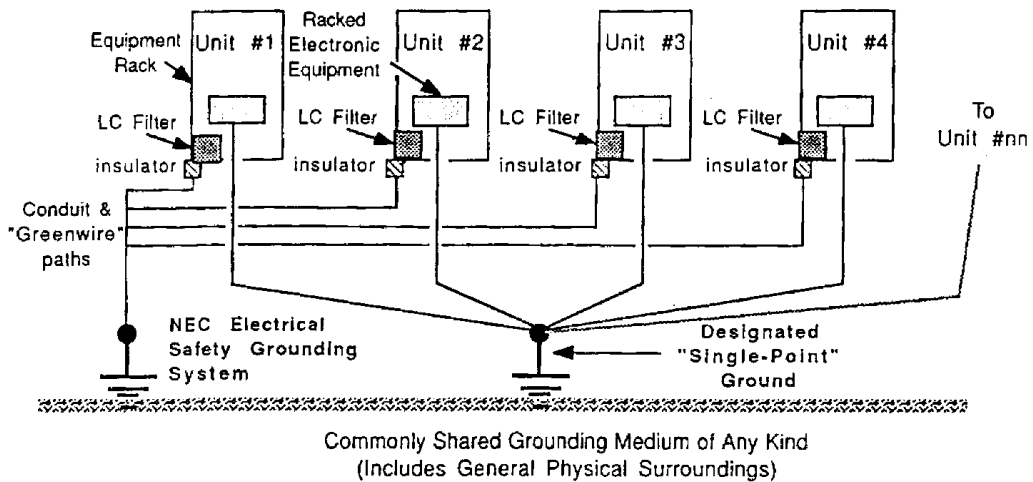 Equipment
Rack
Unit #1
Racked
Electronic
Equipment
Unit #2
Unit #3
Unit #4
LC Filter
insulator
LC Filter
insulator
LC Filter
insulator
LC Filter
insulator
To
Unit #nn
Conduit &
"Greenwire"
paths
NEC Electrical
Safety Grounding
System
Designated
"Single-Point"
Ground
Commonly Shared Grounding Medium of Any Kind
(Includes General Physical Surroundings)